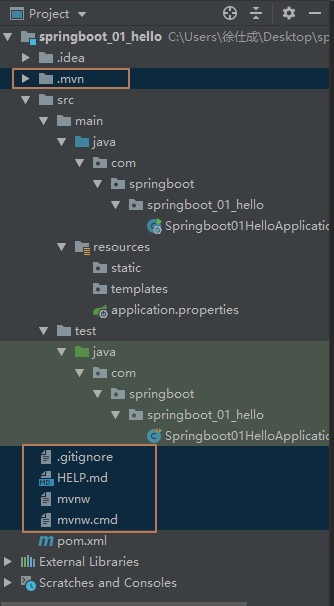 Project
springboot_01_hello C:\Users\徐仕成\Desktop\sp
.idea
.mvn
src
main
java
com
springboot
springboot_01_hello
Springboot01HelloApplication
resources
static
templates
application.properties
test
java
com
springboot
springboot_01_hello
Springboot01HelloApplication
.gitignore
HELP.md
mvnw
mvnw.cmd
pom.xml
External Libraries
Scratches and Consoles